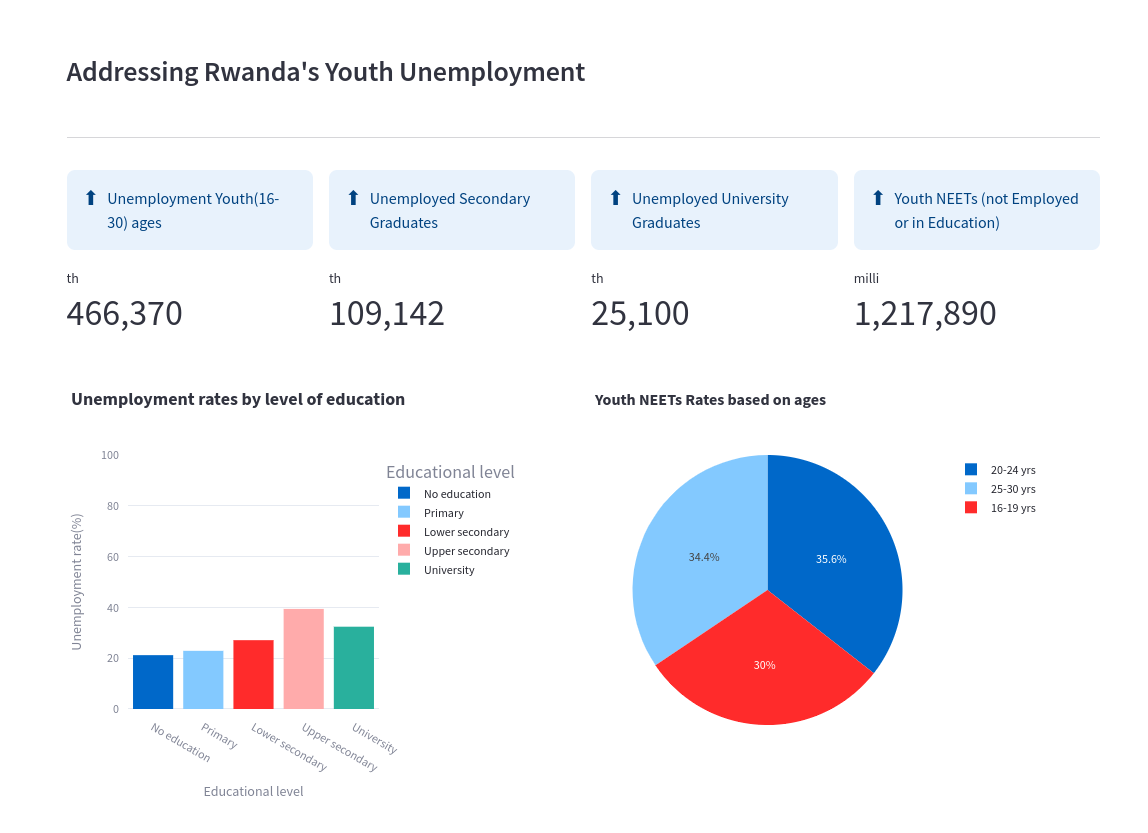 Addressing Rwanda's Youth Unemployment
Unemployment Youth(16-
30) ages
Unemployed Secondary
Graduates
Unemployed University
Graduates
Youth NEETs (not Employed
or in Education)
th
466,370
th
109,142
th
25,100
milli
1,217,890
Unemployment rates by level of education
100
80
60
40
20
0
Unemployment rate(%)
No education
Primary
Lower secondary
Upper secondary
University
Educational level
Educational level
No education
Primary
Lower secondary
Upper secondary
University
Youth NEETs Rates based on ages
34.4%
35.6%
30%
20-24 yrs
25-30 yrs
16-19 yrs